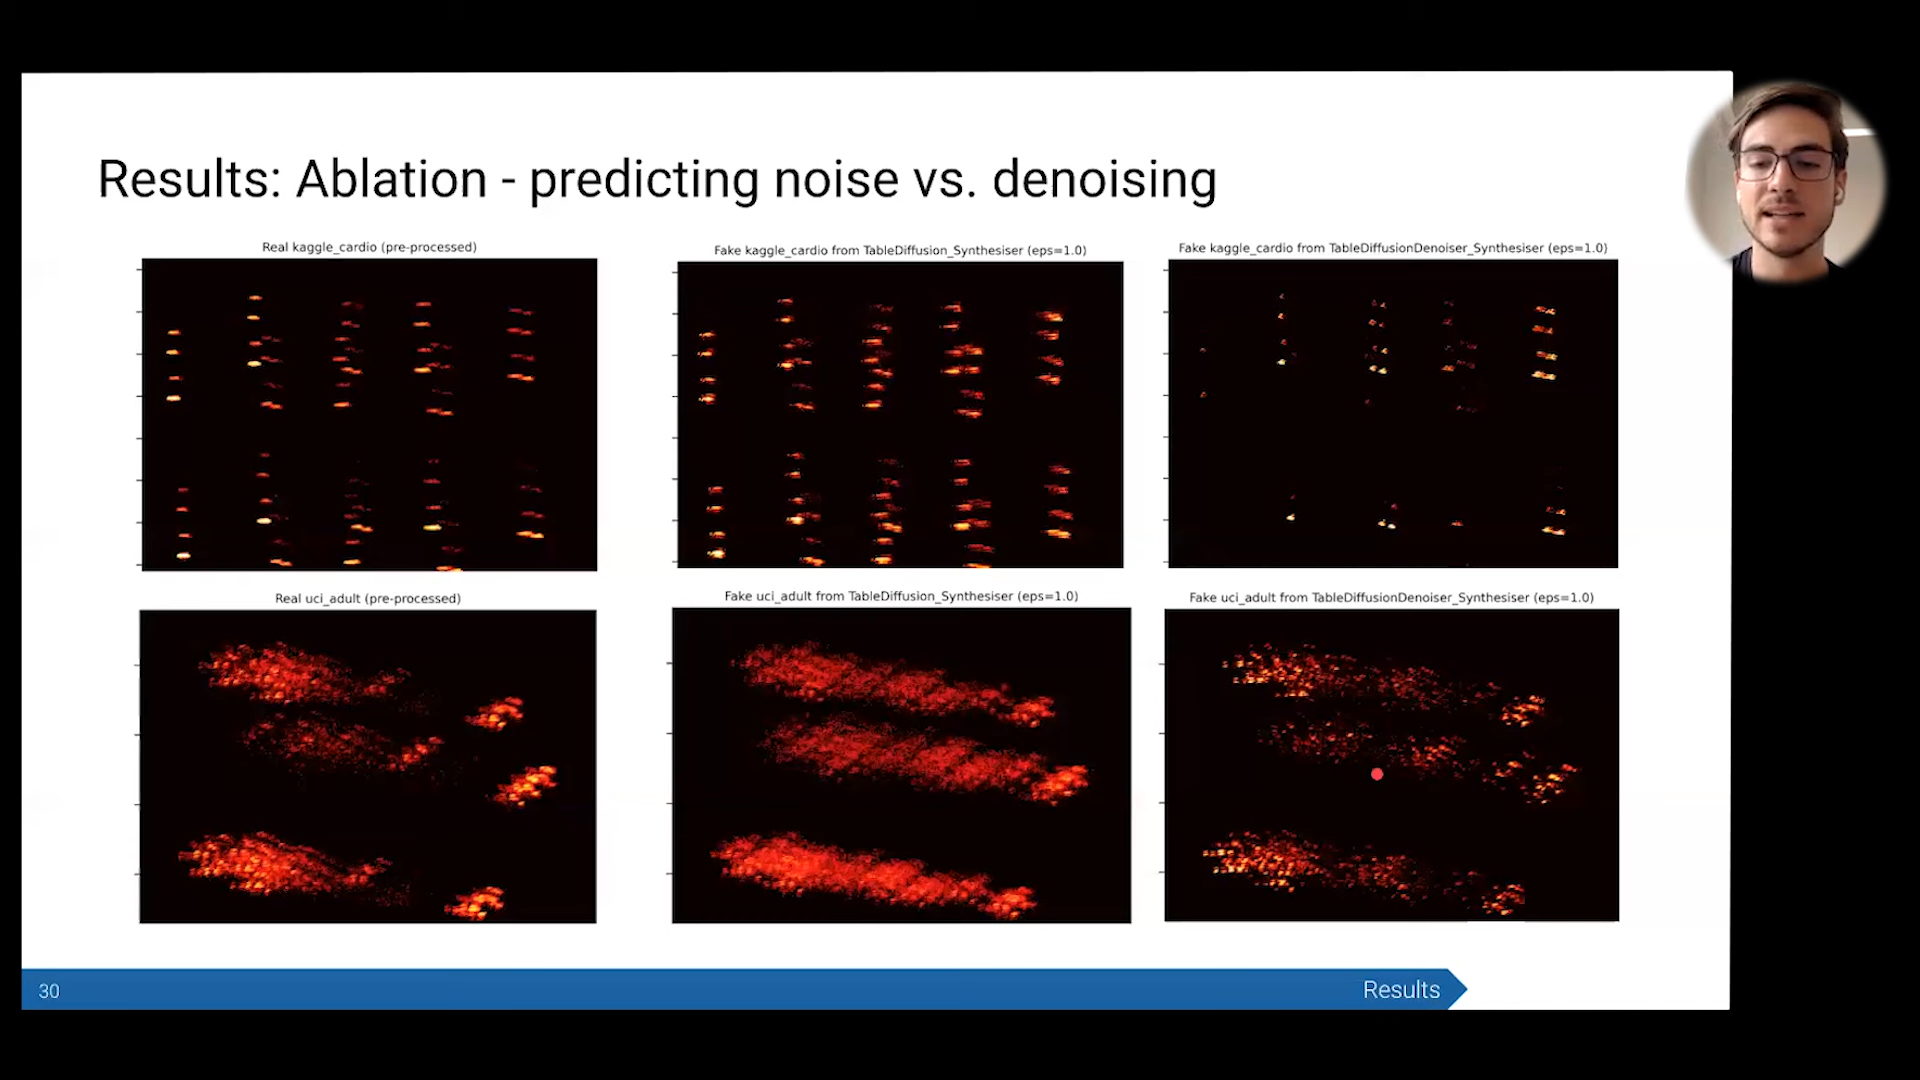 Results: Ablation - predicting noise vs. denoising
Real kaggle_cardio (pre-processed)
Fake kaggle_cardio from TableDiffusion_Synthesiser (eps=1.0)
Fake kaggle_cardio from TableDiffusionDenoiser_Synthesiser (eps=1.0)
Real uci_adult (pre-processed)
Fake uci_adult from TableDiffusion_Synthesiser (eps=1.0)
Fake uci_adult from TableDiffusionDenoiser_Synthesiser (eps=1.0)
30
Results